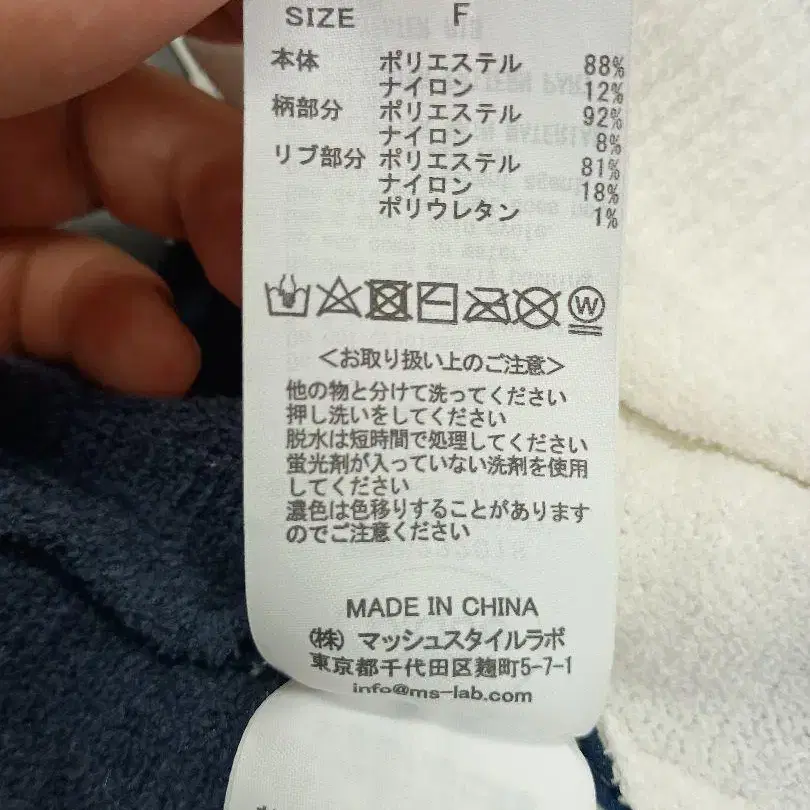 SIZE F
本体 ポリエステル 88%
ナイロン 12%
柄部分 ポリエステル 92%
ナイロン 8%
リブ部分 ポリエステル 81%
ナイロン 18%
ポリウレタン 1%
W
<お取り扱い上のご注意>
他の物と分けて洗ってください
押し洗いをしてください
脱水は短時間で処理してください
蛍光剤が入っていない洗剤を使用
してください
濃色は色移りすることがあります
のでご注意ください
MADE IN CHINA
(株) マッシュスタイルラボ
東京都千代田区麹町5-7-1
info@ms-lab.com